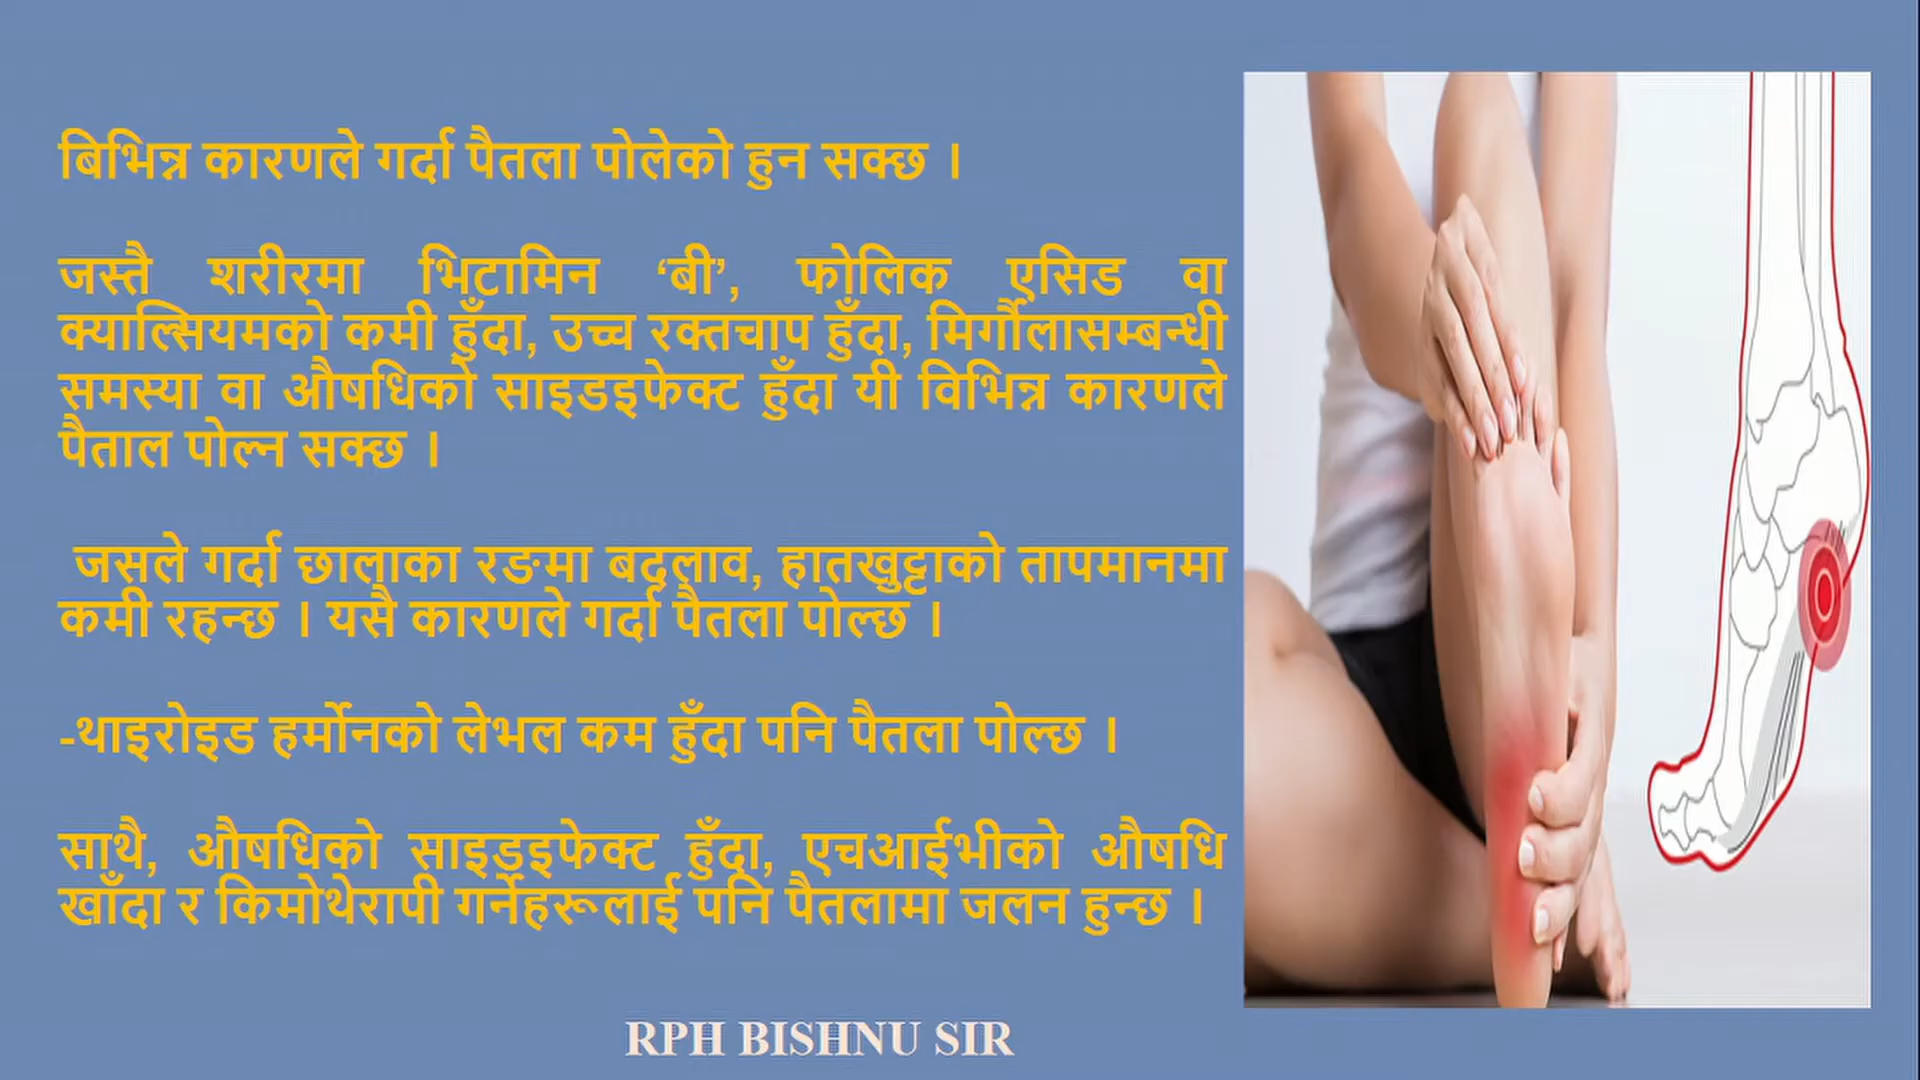 बिभिन्न कारणले गर्दा पैतला पोलेको हुन सक्छ ।
जस्तै शरीरमा भिटामिन ‘बी’, फोलिक एसिड वा
क्याल्सियमको कमी हुँदा, उच्च रक्तचाप हुँदा, मिर्गौलासम्बन्धी
समस्या वा औषधिको साइडइफेक्ट हुँदा यी विभिन्न कारणले
पैताल पोल्न सक्छ ।
जसले गर्दा छालाका रङमा बदलाव, हातखुट्टाको तापमानमा
कमी रहन्छ । यसै कारणले गर्दा पैतला पोल्छ ।
-थाइरोइड हर्मोनको लेभल कम हुँदा पनि पैतला पोल्छ ।
साथै, औषधिको साइडइफेक्ट हुँदा, एचआईभीको औषधि
खाँदा र किमोथेरापी गर्नेहरूलाई पनि पैतलामा जलन हुन्छ ।
RPH BISHNU SIR